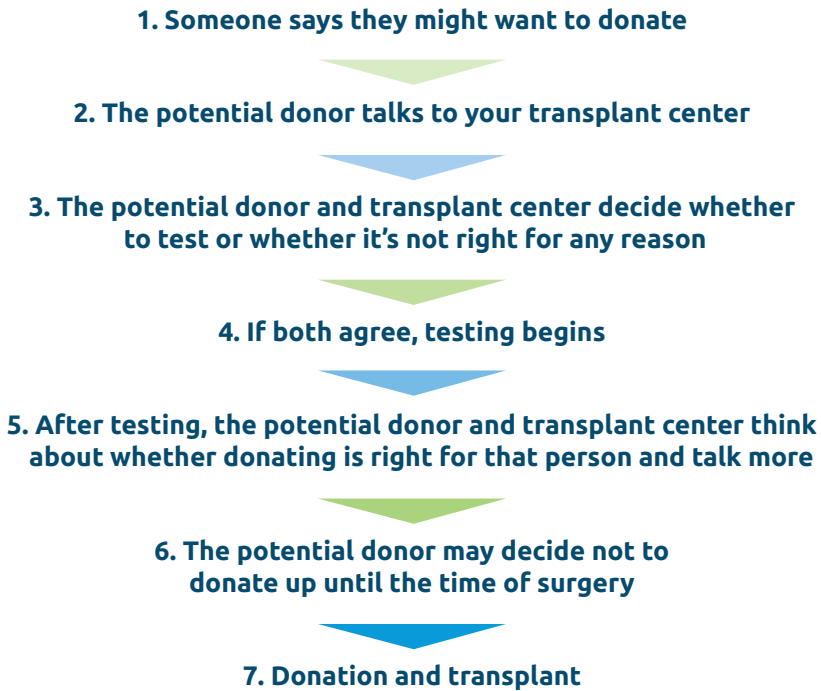 1. Someone says they might want to donate
2. The potential donor talks to your transplant center
3. The potential donor and transplant center decide whether
to test or whether it’s not right for any reason
4. If both agree, testing begins
5. After testing, the potential donor and transplant center think
about whether donating is right for that person and talk more
6. The potential donor may decide not to
donate up until the time of surgery
7. Donation and transplant